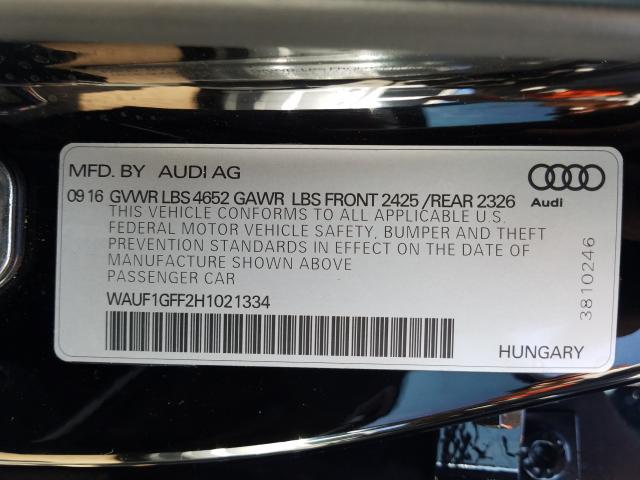 MFD. BY AUDI AG
09 16 GVWR LBS 4652 GAWR LBS FRONT 2425 /REAR 2326
THIS VEHICLE CONFORMS TO ALL APPLICABLE U.S.
FEDERAL MOTOR VEHICLE SAFETY, BUMPER AND THEFT
PREVENTION STANDARDS IN EFFECT ON THE DATE OF
MANUFACTURE SHOWN ABOVE
PASSENGER CAR
WAUF1GFF2H1021334
Audi
3810246
HUNGARY